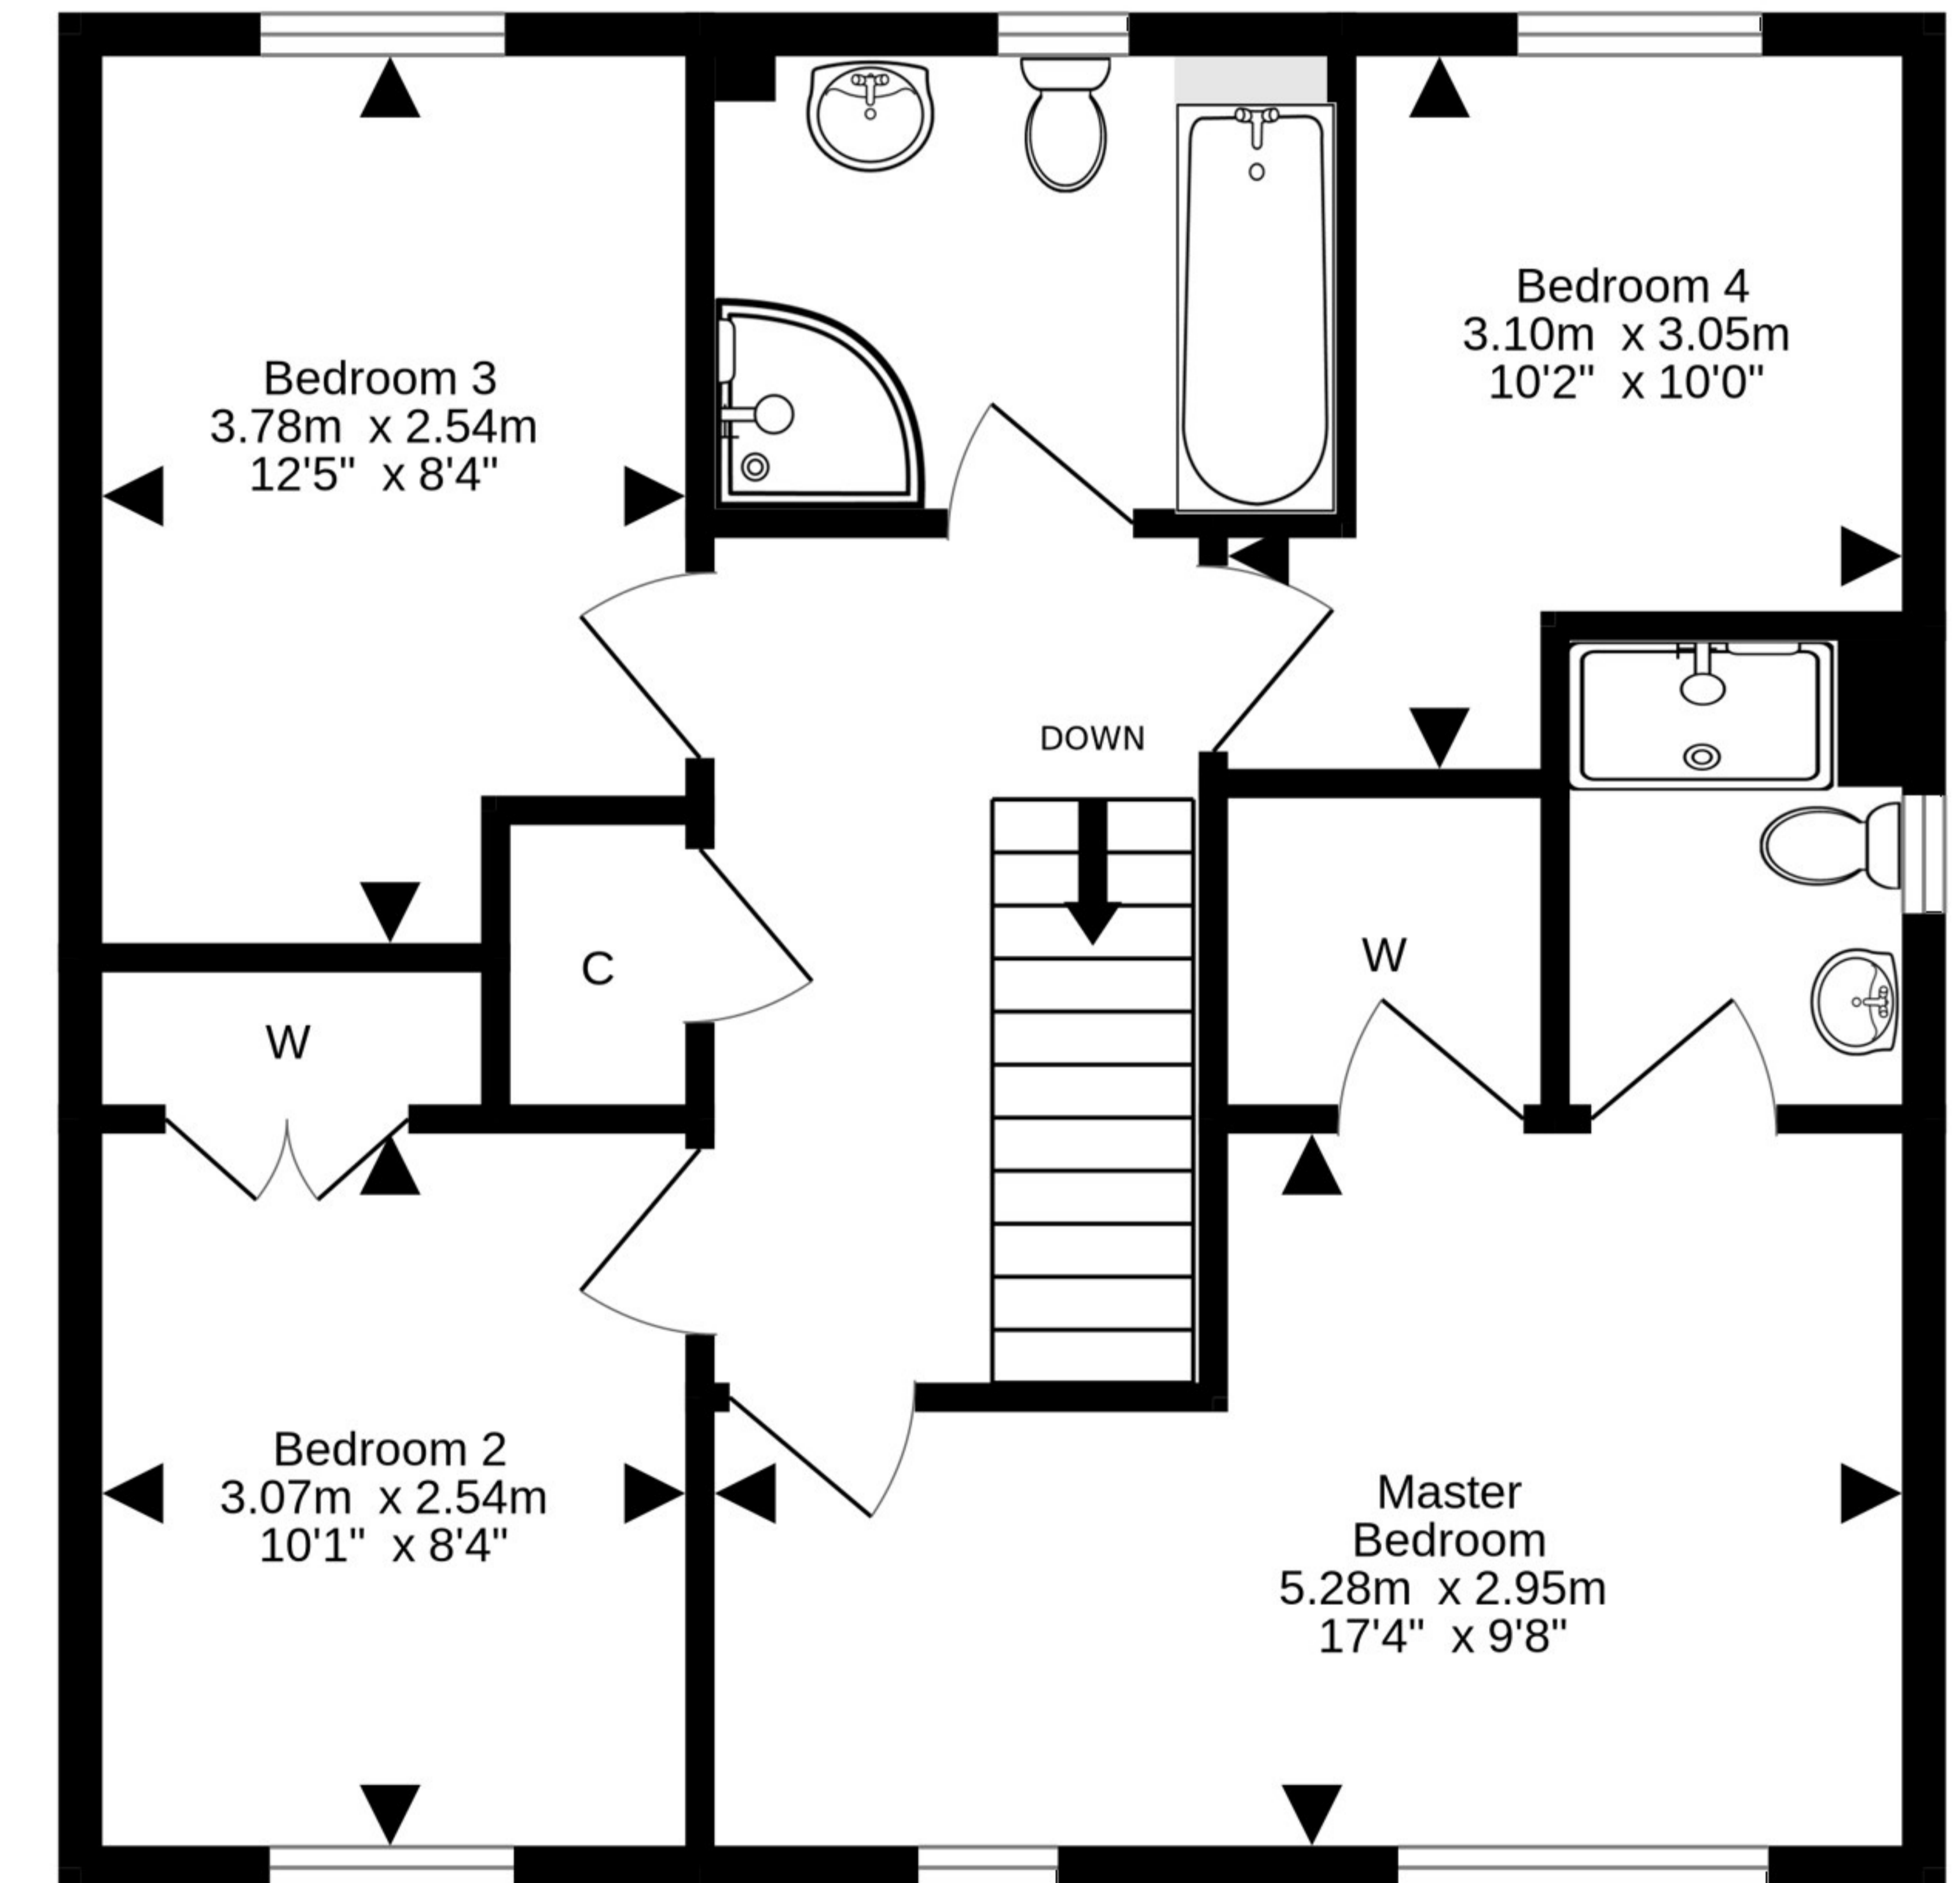 Bedroom 4
3.10m x 3.05m
10'2" x 10'0"
Bedroom 3
3.78m x 2.54m
12'5" x 8'4"
DOWN
C
W
W
Bedroom 2
3.07m x 2.54m
10'1" x 8'4"
Master
Bedroom
5.28m x 2.95m
17'4" x 9'8"